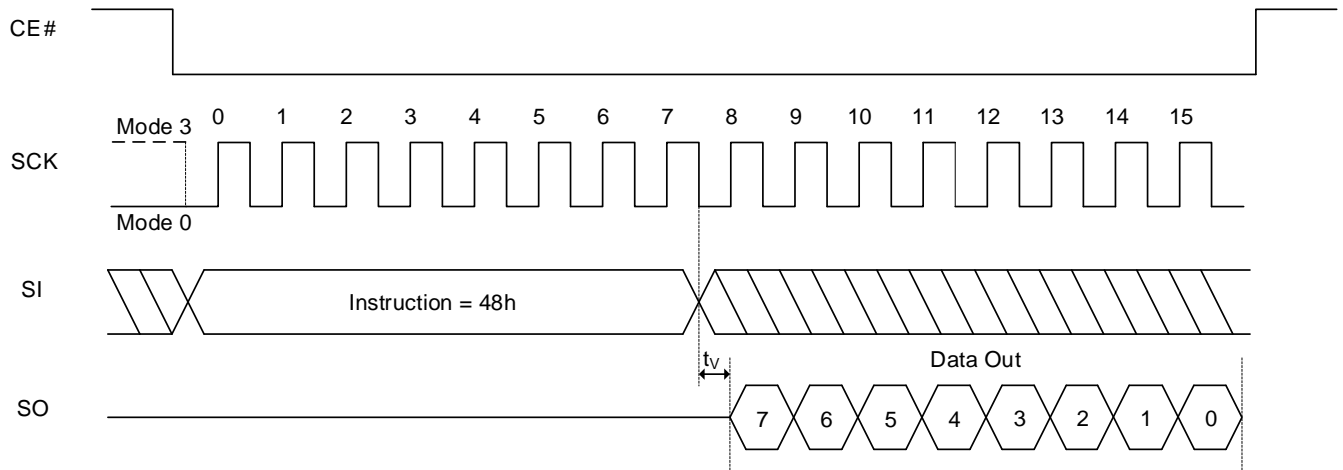 CE#
Mode 3 0 1 2 3 4 5 6 7 8 9 10 11 12 13 14 15
SCK
Mode 0
SI Instruction = 48h
tV Data Out
SO 7 6 5 4 3 2 1 0